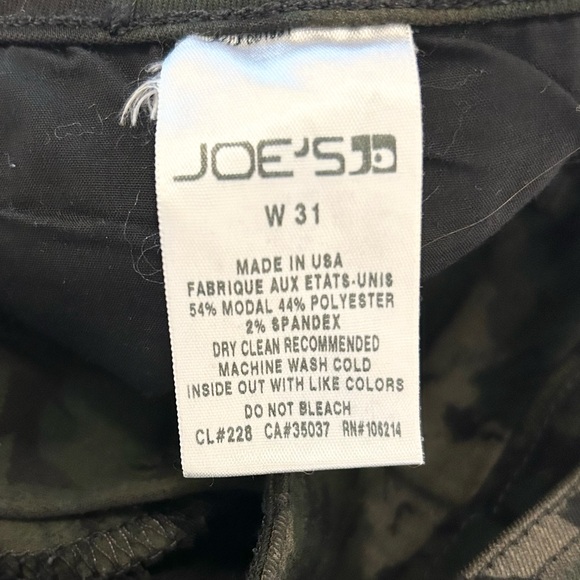 JOE'S
W 31
MADE IN USA
FABRIQUE AUX ETATS-UNIS
54% MODAL 44% POLYESTER
2% SPANDEX
DRY CLEAN RECOMMENDED
MACHINE WASH COLD
INSIDE OUT WITH LIKE COLORS
DO NOT BLEACH
CL#228 CA#35037 RN#106214